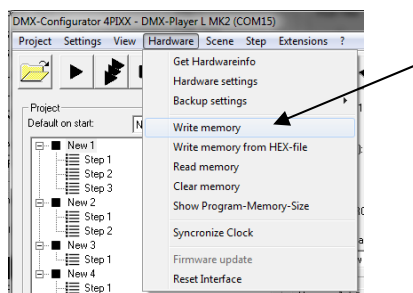 DMX-Configurator 4PIXX - DMX-Player L MK2 (COM15)
Project Settings View Hardware Scene Step Extensions ?
Get Hardwareinfo
Hardware settings
Backup settings
Write memory
Write memory from HEX-file
Read memory
Clear memory
Show Program-Memory-Size
Syncronize Clock
Firmware update
Reset Interface
Project
Default on start:
New 1
Step 1
Step 2
Step 3
New 2
Step 1
Step 2
New 3
Step 1
New 4
Step 1